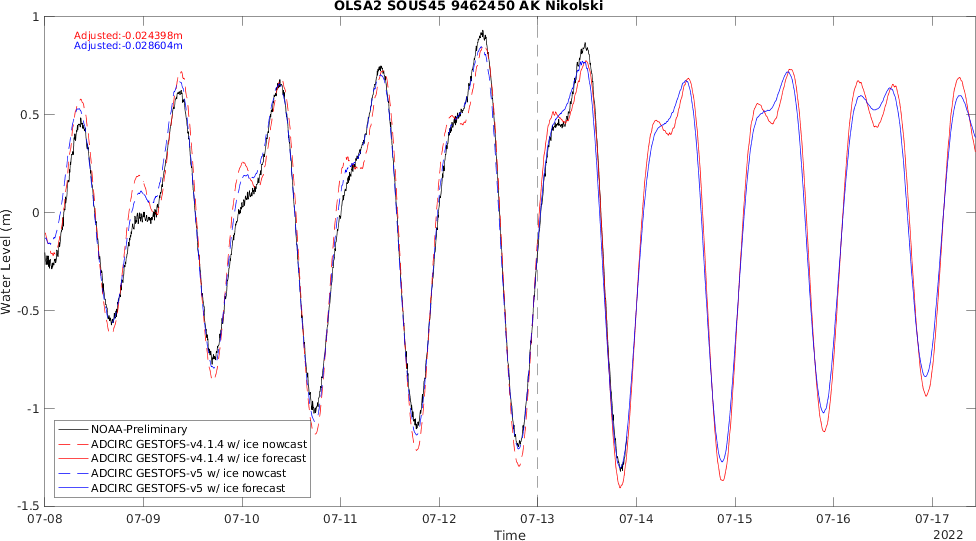 OLSA2 SOUS45 9462450 AK Nikolski
Adjusted:-0.024398m
Adjusted:-0.028604m
1
0.5
0
-0.5
-1
-1.5
Water Level (m)
NOAA-Preliminary
ADCIRC GESTOFS-v4.1.4 w/ ice nowcast
ADCIRC GESTOFS-v4.1.4 w/ ice forecast
ADCIRC GESTOFS-v5 w/ ice nowcast
ADCIRC GESTOFS-v5 w/ ice forecast
07-08 07-09 07-10 07-11 07-12 07-13 07-14 07-15 07-16 07-17
Time
2022